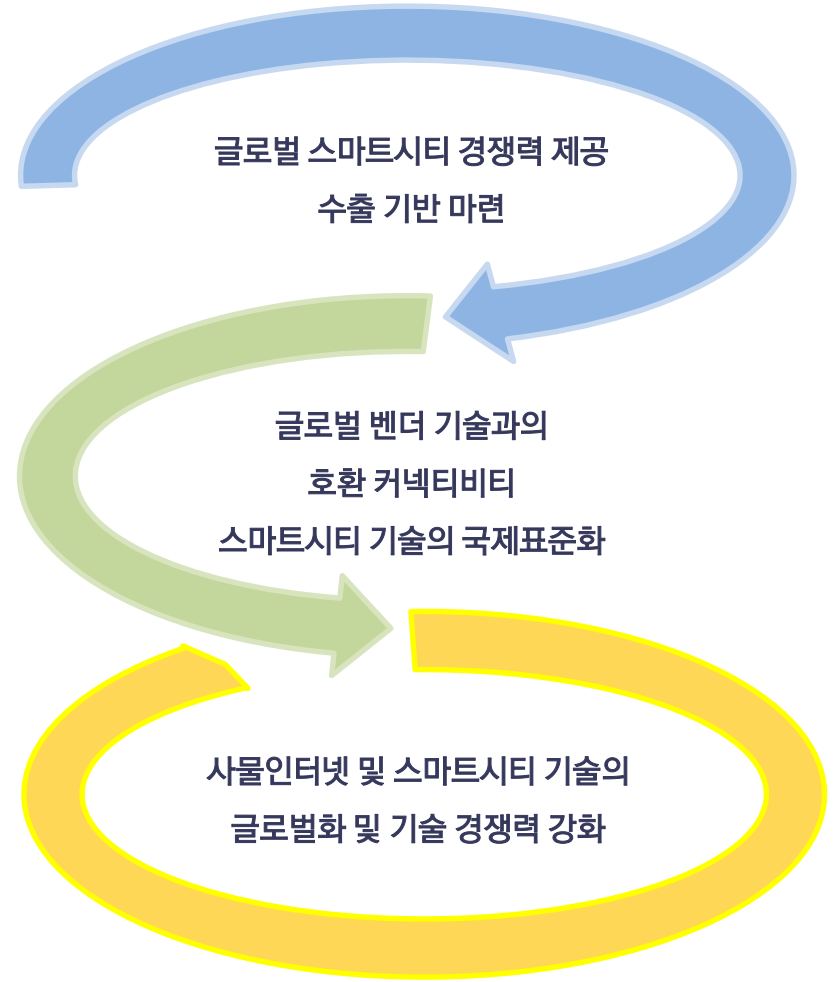 글로벌 스마트시티 경쟁력 제공
수출 기반 마련
글로벌 벤더 기술과의
호환 커넥티비티
스마트시티 기술의 국제표준화
사물인터넷 및 스마트시티 기술의
글로벌화 및 기술 경쟁력 강화